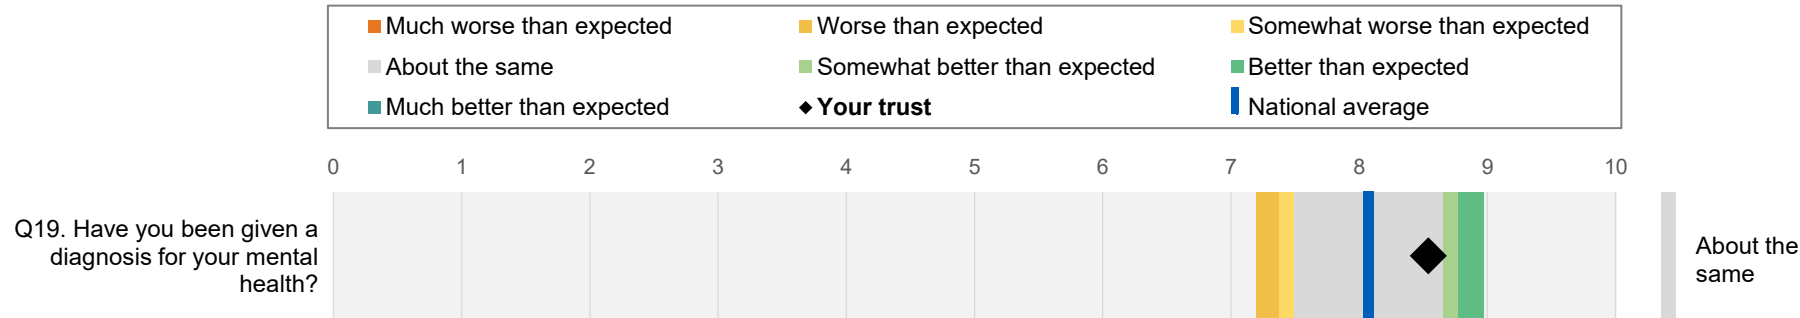 Much worse than expected
Worse than expected
Somewhat worse than expected
About the same
Somewhat better than expected
Better than expected
Much better than expected
Your trust
National average
0 1 2 3 4 5 6 7 8 9 10
Q19. Have you been given a
diagnosis for your mental
health?
About the
same